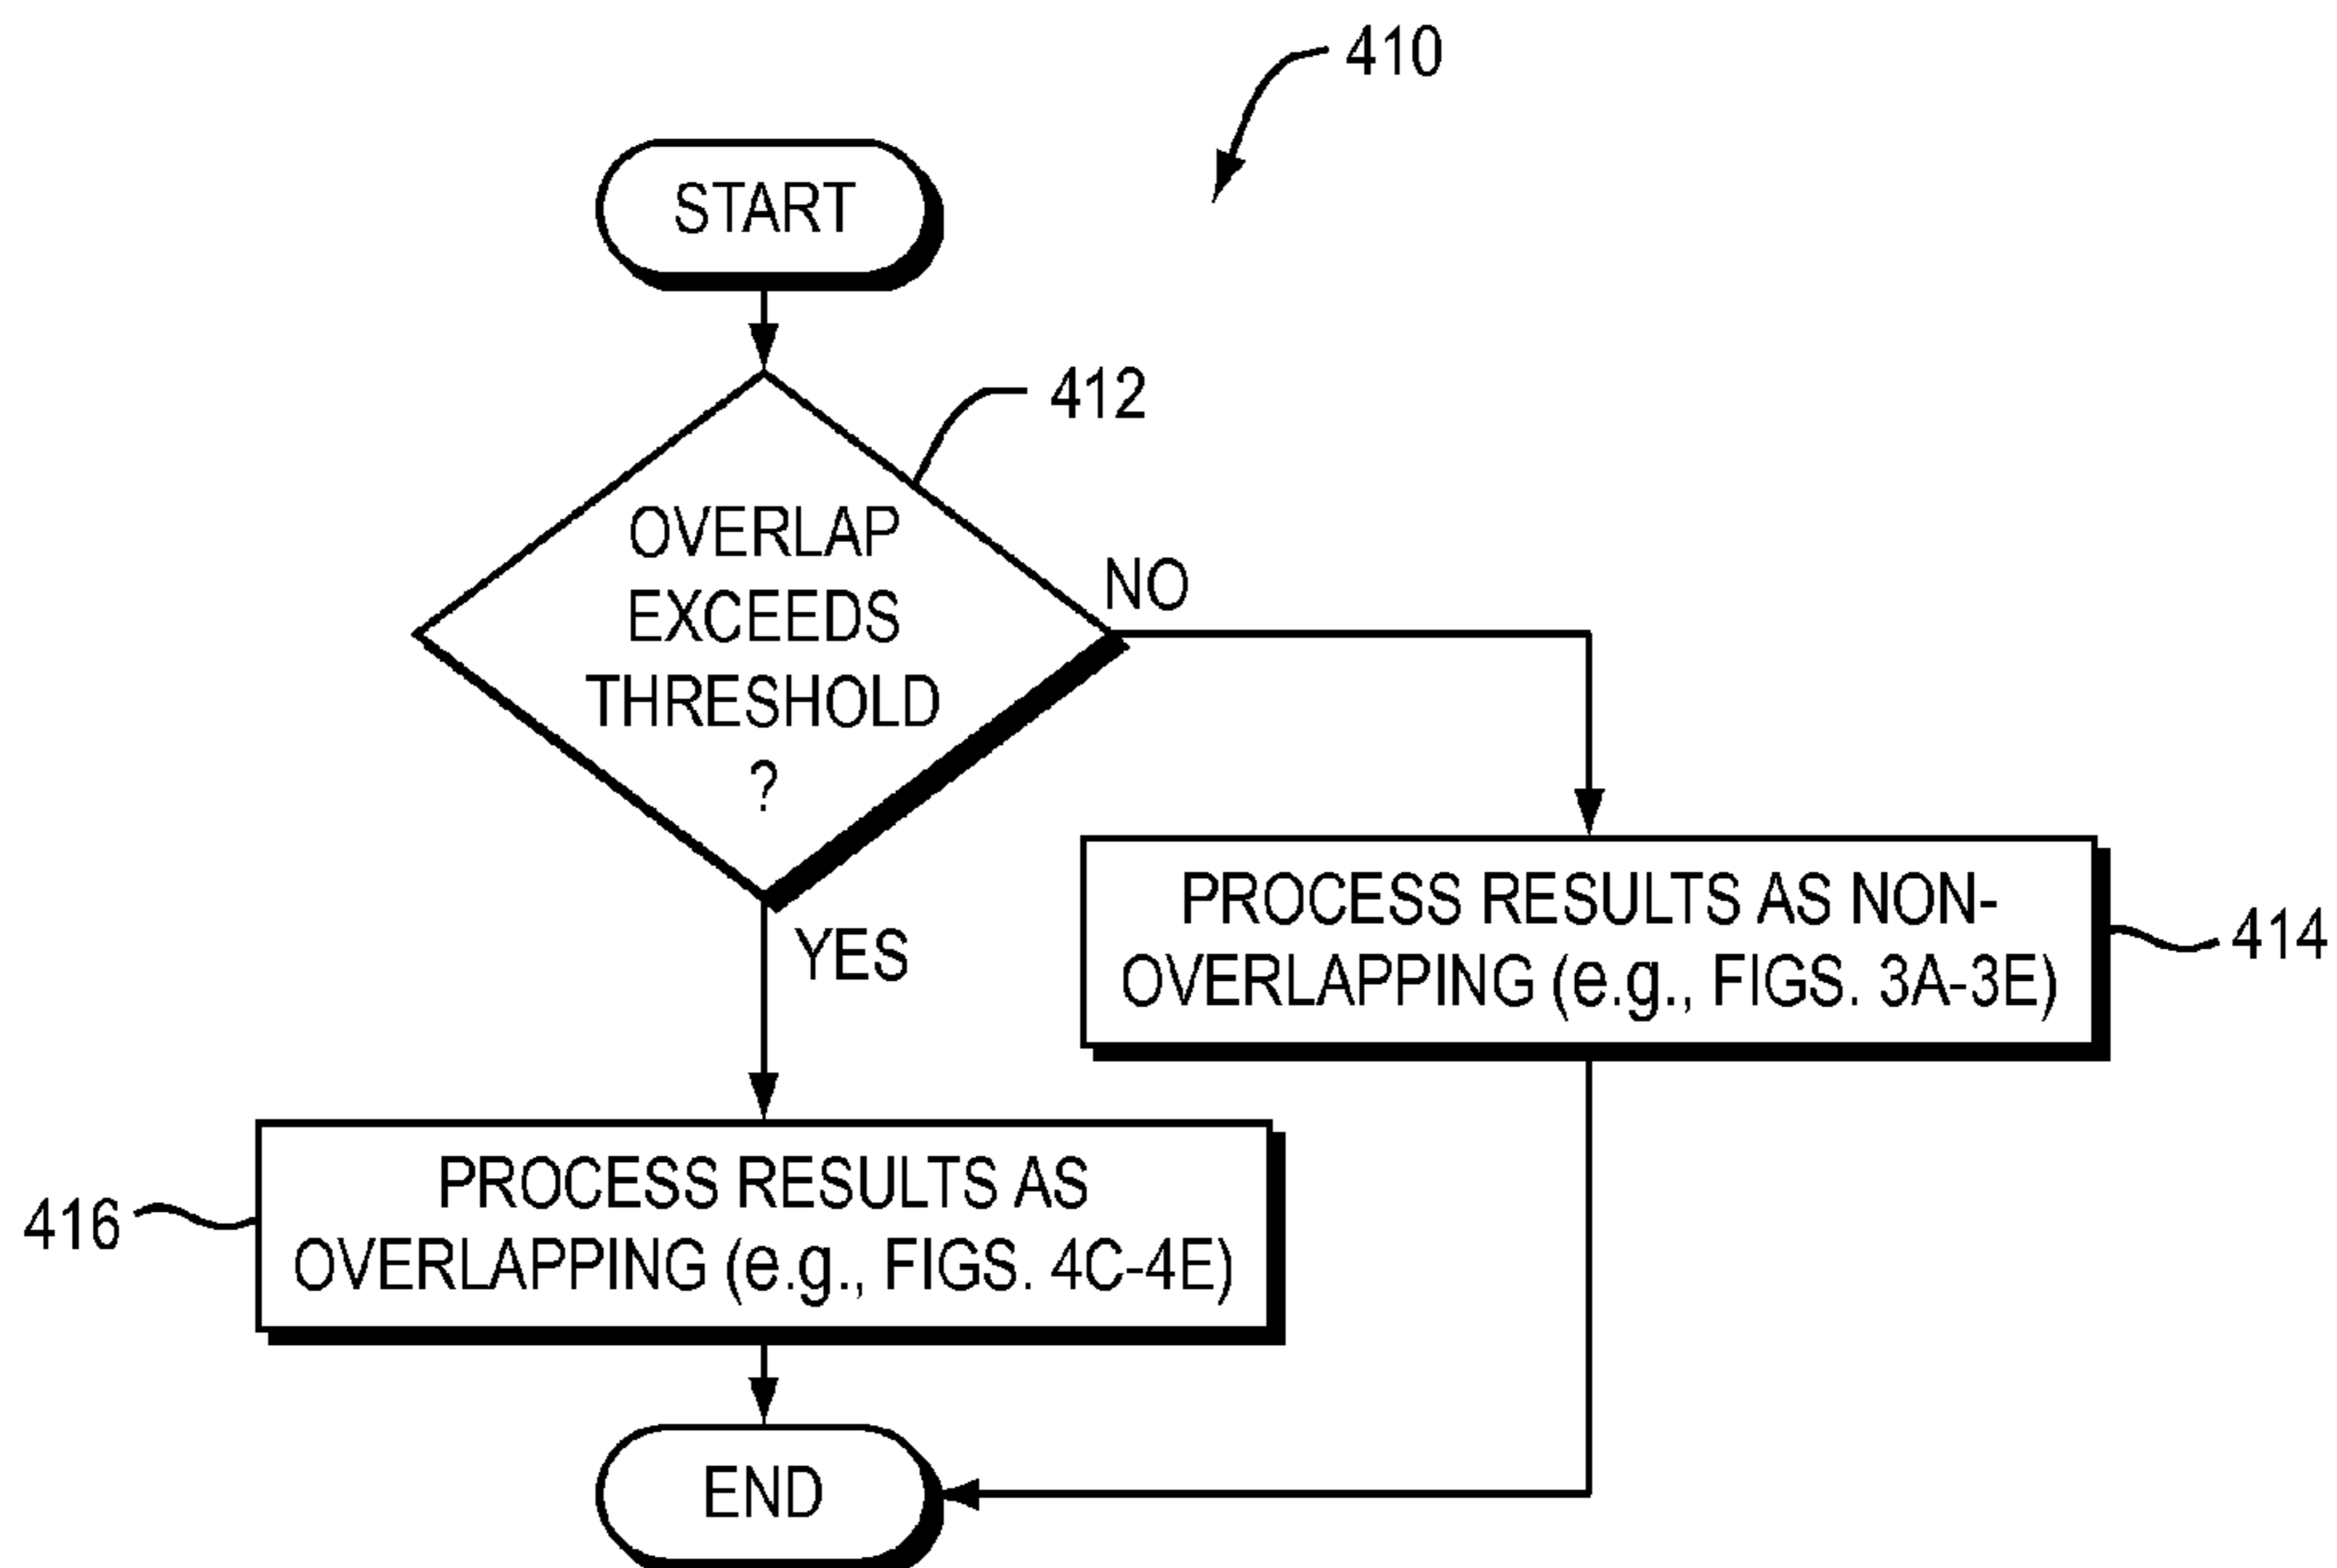 410
START
412
OVERLAP
EXCEEDS
THRESHOLD
?
NO
YES
PROCESS RESULTS AS NON-
OVERLAPPING (e.g., FIGS. 3A-3E)
414
PROCESS RESULTS AS
OVERLAPPING (e.g., FIGS. 4C-4E)
416
END